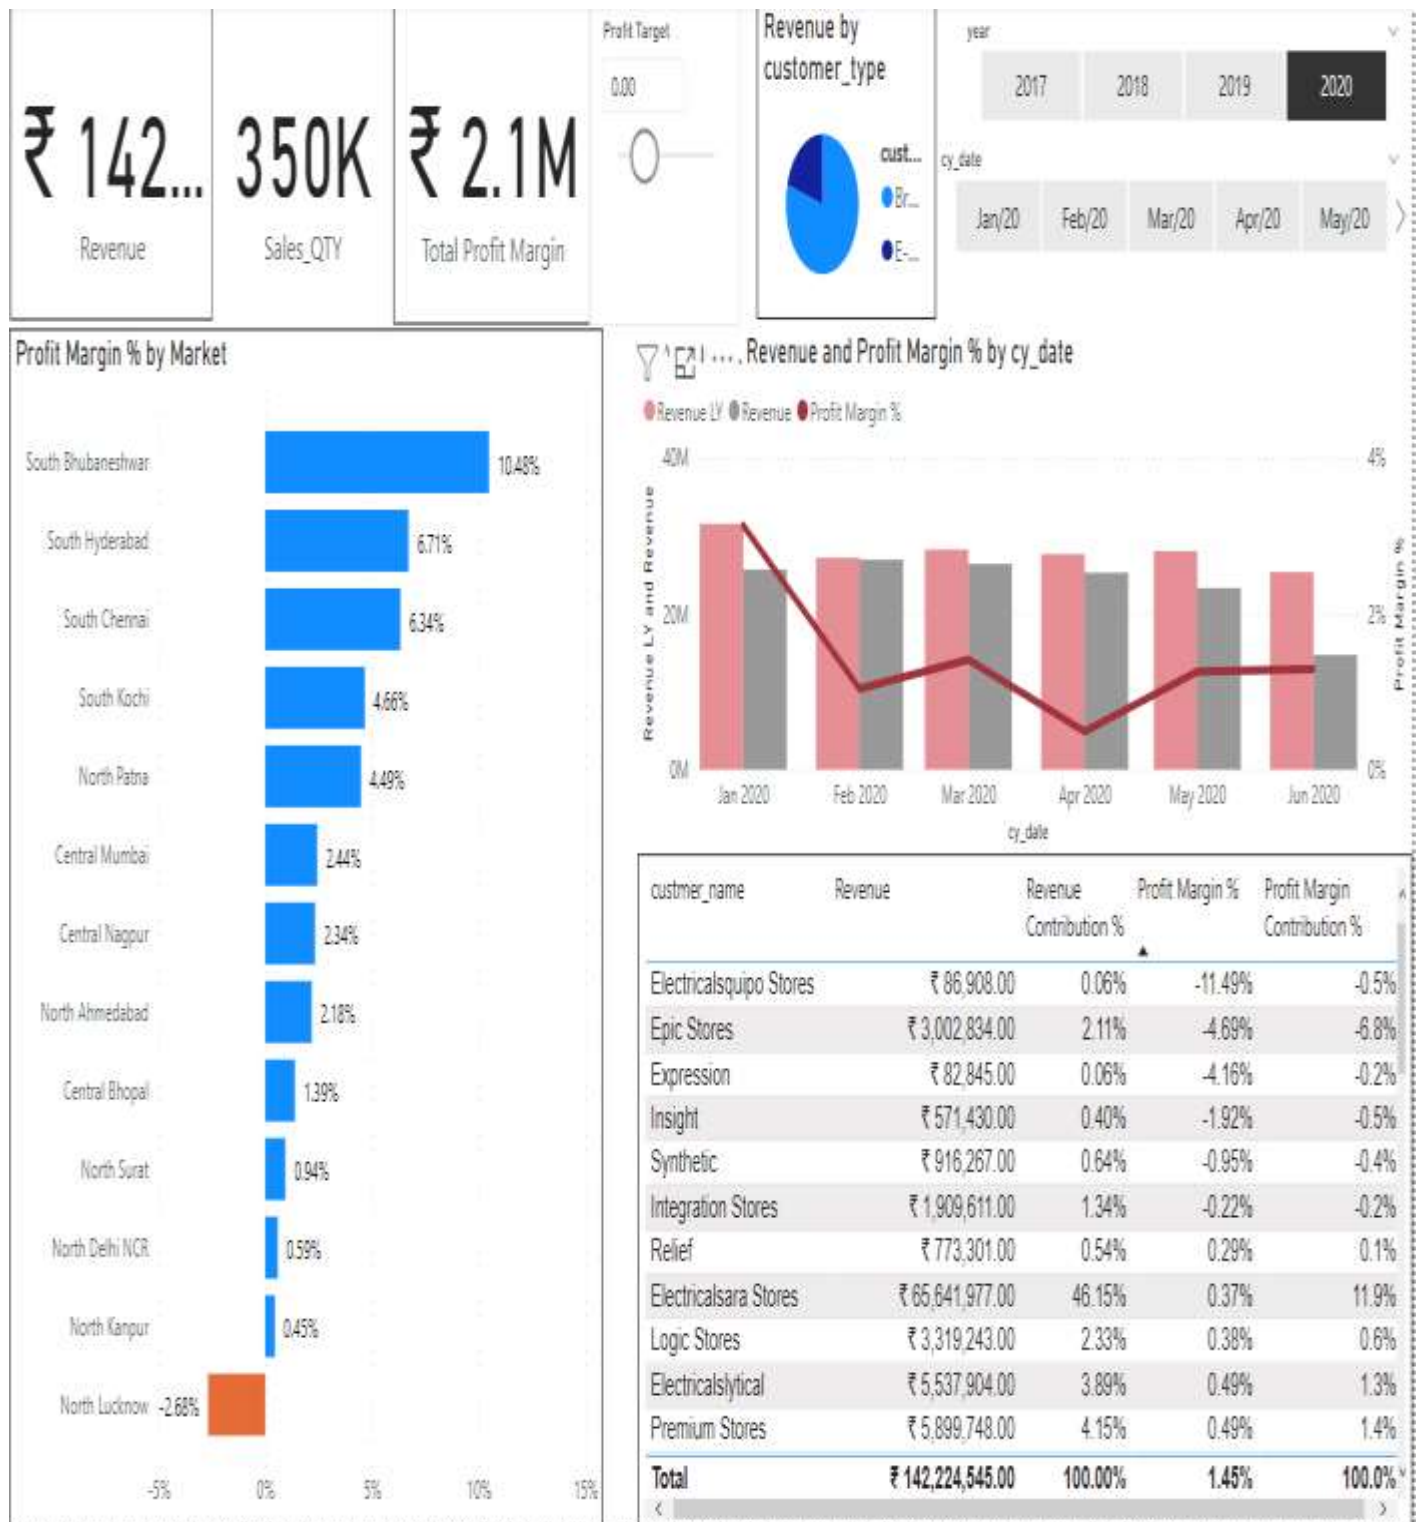 ₹ 142...
Revenue
350K
Sales_QTY
₹ 2.1M
Total Profit Margin
Profit Target
0.00
Revenue by
customer_type
cust...
Br...
E-...
year
2017 2018 2019 2020
cy_date
Jan/20 Feb/20 Mar/20 Apr/20 May/20
Profit Margin % by Market
South Bhubaneshwar 10.48%
South Hyderabad 6.71%
South Chennai 6.34%
South Kochi 4.66%
North Patna 4.49%
Central Mumbai 2.44%
Central Nagpur 2.34%
North Ahmedabad 2.18%
Central Bhopal 1.39%
North Surat 0.94%
North Delhi NCR 0.59%
North Kanpur 0.45%
North Lucknow -2.68%
-5% 0% 5% 10% 15%
Revenue and Profit Margin % by cy_date
Revenue LY Revenue Profit Margin %
Revenue LY and Revenue
40M
20M
0M
4%
2%
0%
Profit Margin %
Jan 2020 Feb 2020 Mar 2020 Apr 2020 May 2020 Jun 2020
cy_date
custmer_name Revenue Revenue Profit Margin % Profit Margin
Contribution % Contribution %
Electricalsquipo Stores ₹ 86,908.00 0.06% -11.49% -0.5%
Epic Stores ₹ 3,002,834.00 2.11% -4.69% -6.8%
Expression ₹ 82,845.00 0.06% -4.16% -0.2%
Insight ₹ 571,430.00 0.40% -1.92% -0.5%
Synthetic ₹ 916,267.00 0.64% -0.95% -0.4%
Integration Stores ₹ 1,909,611.00 1.34% -0.22% -0.2%
Relief ₹ 773,301.00 0.54% 0.29% 0.1%
Electricalsara Stores ₹ 65,641,977.00 46.15% 0.37% 11.9%
Logic Stores ₹ 3,319,243.00 2.33% 0.38% 0.6%
Electricalslytical ₹ 5,537,904.00 3.89% 0.49% 1.3%
Premium Stores ₹ 5,899,748.00 4.15% 0.49% 1.4%
Total ₹ 142,224,545.00 100.00% 1.45% 100.0%